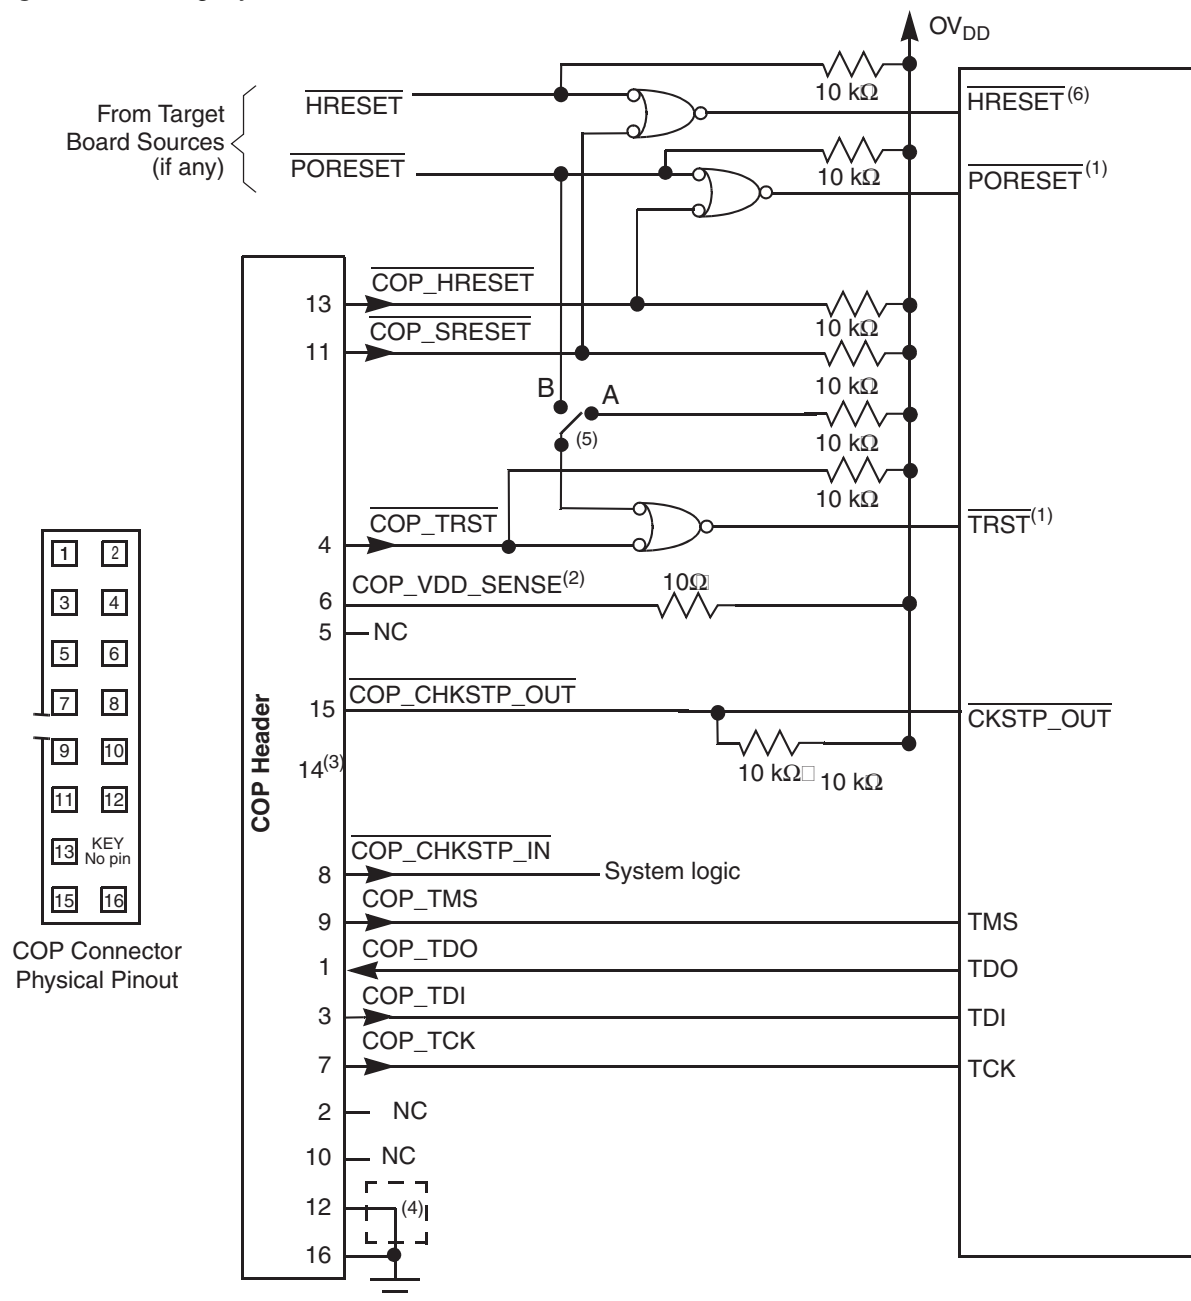 OVDD
10 kΩ
HRESET
HRESET(6)
From Target
Board Sources
(if any)
PORESET
10 kΩ
PORESET(1)
13
COP_HRESET
10 kΩ
11
COP_SRESET
10 kΩ
B
A
(5)
10 kΩ
10 kΩ
4
COP_TRST
TRST(1)
6
COP_VDD_SENSE(2)
10Ω
5
NC
15
COP_CHKSTP_OUT
CKSTP_OUT
10 kΩ
10 kΩ
14(3)
COP Header
8
COP_CHKSTP_IN
System logic
9
COP_TMS
TMS
1
COP_TDO
TDO
3
COP_TDI
TDI
7
COP_TCK
TCK
2
NC
10
NC
12
(4)
16
1 2
3 4
5 6
7 8
9 10
11 12
13 KEY
No pin
15 16
COP Connector
Physical Pinout